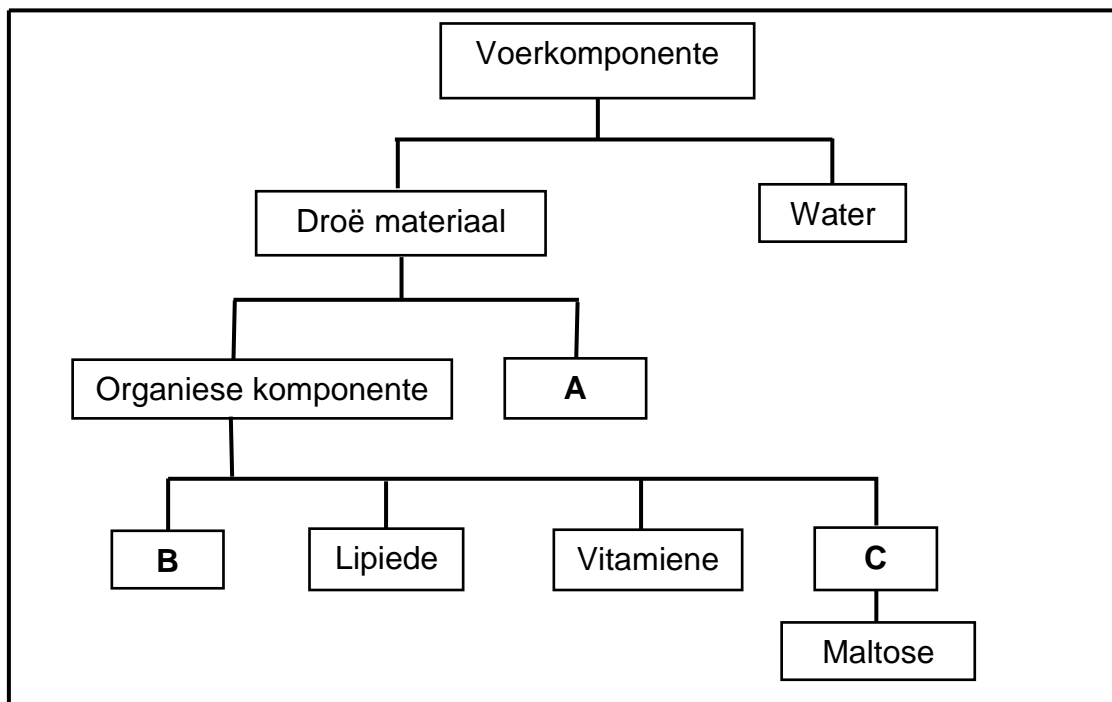 Voerkomponente
Droë materiaal
Water
Organiese komponente
A
B
Lipiede
Vitamiene
C
Maltose